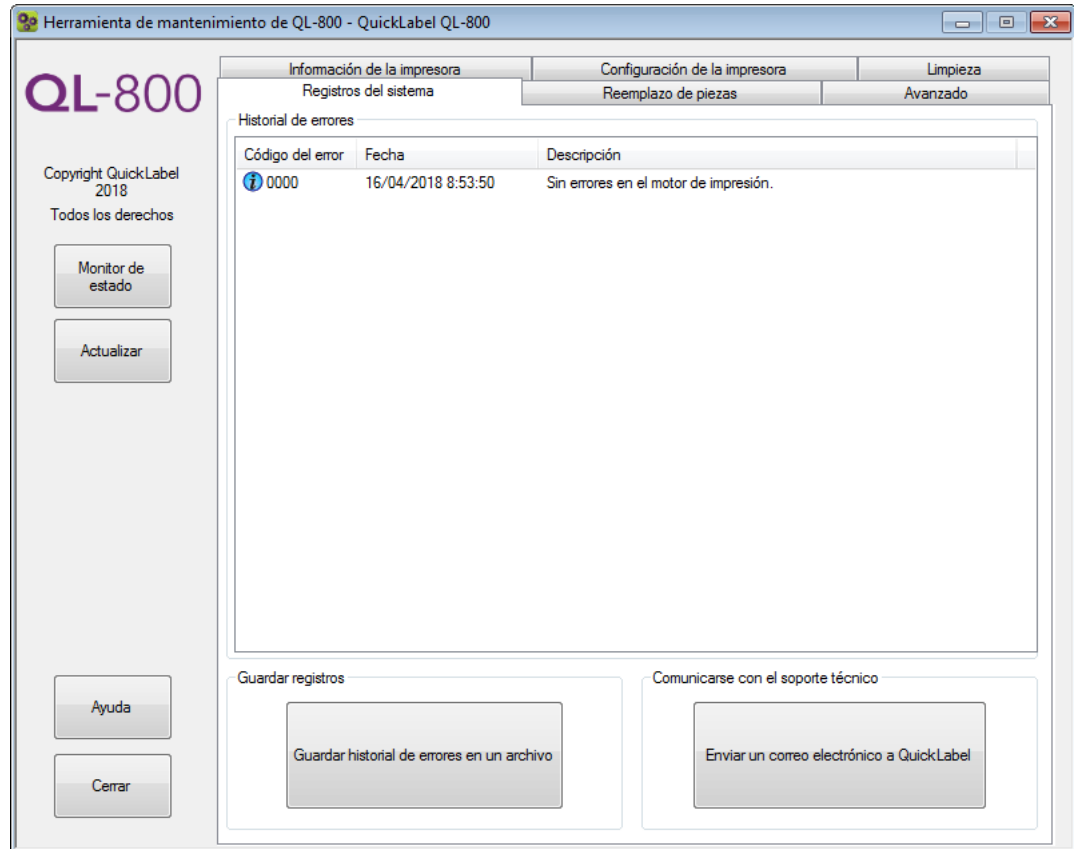 Herramienta de mantenimiento de QL-800 - QuickLabel QL-800
QL-800
Copyright QuickLabel
2018
Todos los derechos
Monitor de
estado
Actualizar
Ayuda
Cerrar
Información de la impresora
Configuración de la impresora
Limpieza
Registros del sistema
Reemplazo de piezas
Avanzado
Historial de errores
Código del error Fecha Descripción
0000 16/04/2018 8:53:50 Sin errores en el motor de impresión.
Guardar registros
Guardar historial de errores en un archivo
Comunicarse con el soporte técnico
Enviar un correo electrónico a QuickLabel